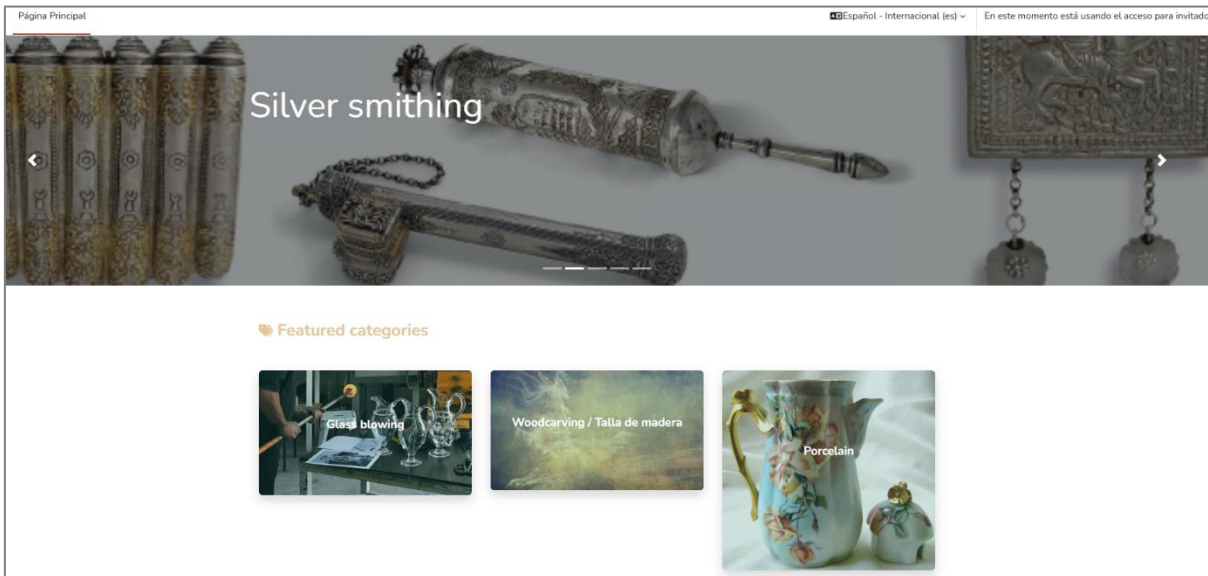 Página Principal
Español - Internacional (es)
En este momento está usando el acceso para invitado
Silver smithing
Featured categories
Glass blowing
Woodcarving / Talla de madera
Porcelain